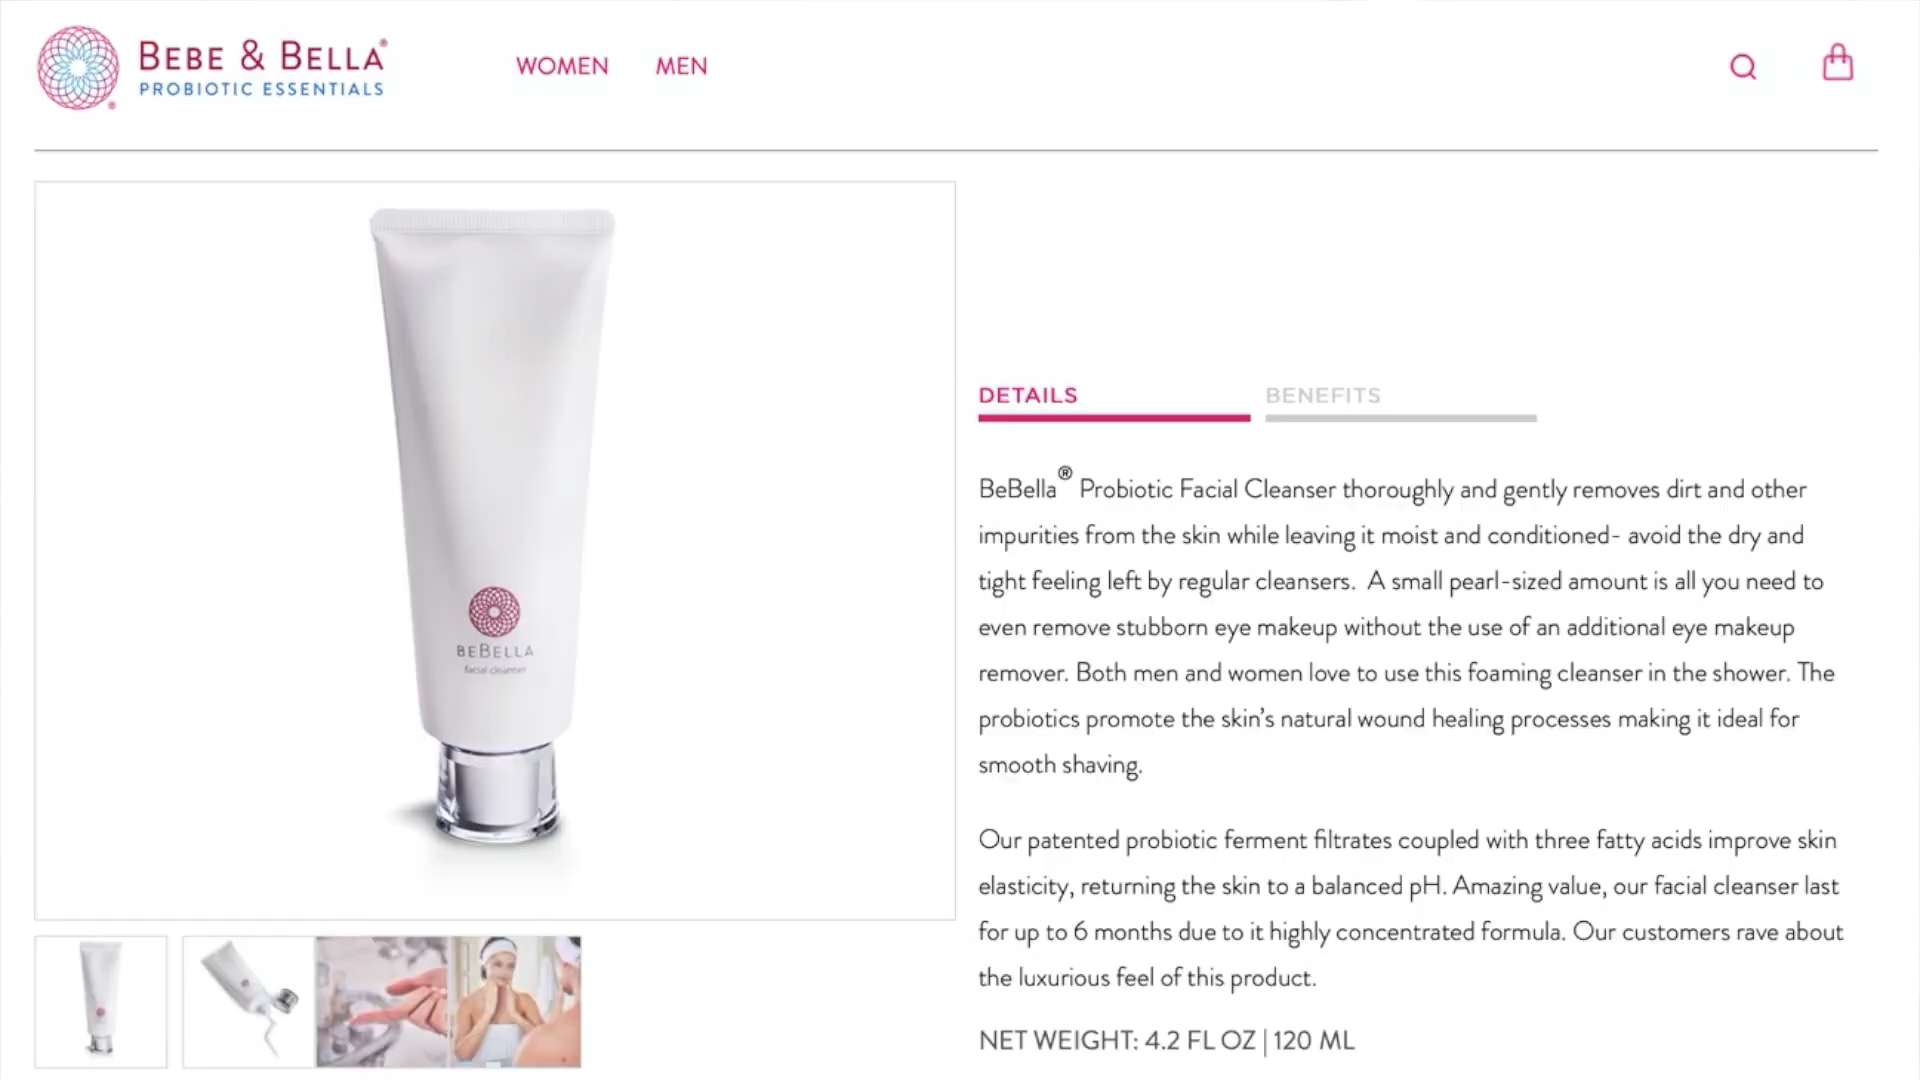 BEBE & BELLA®
PROBIOTIC ESSENTIALS
®
WOMEN
MEN
BEBELLA
facial cleanser
DETAILS
BENEFITS
BeBella® Probiotic Facial Cleanser thoroughly and gently removes dirt and other
impurities from the skin while leaving it moist and conditioned- avoid the dry and
tight feeling left by regular cleansers. A small pearl-sized amount is all you need to
even remove stubborn eye makeup without the use of an additional eye makeup
remover. Both men and women love to use this foaming cleanser in the shower. The
probiotics promote the skin’s natural wound healing processes making it ideal for
smooth shaving.
Our patented probiotic ferment filtrates coupled with three fatty acids improve skin
elasticity, returning the skin to a balanced pH. Amazing value, our facial cleanser last
for up to 6 months due to it highly concentrated formula. Our customers rave about
the luxurious feel of this product.
NET WEIGHT: 4.2 FL OZ | 120 ML